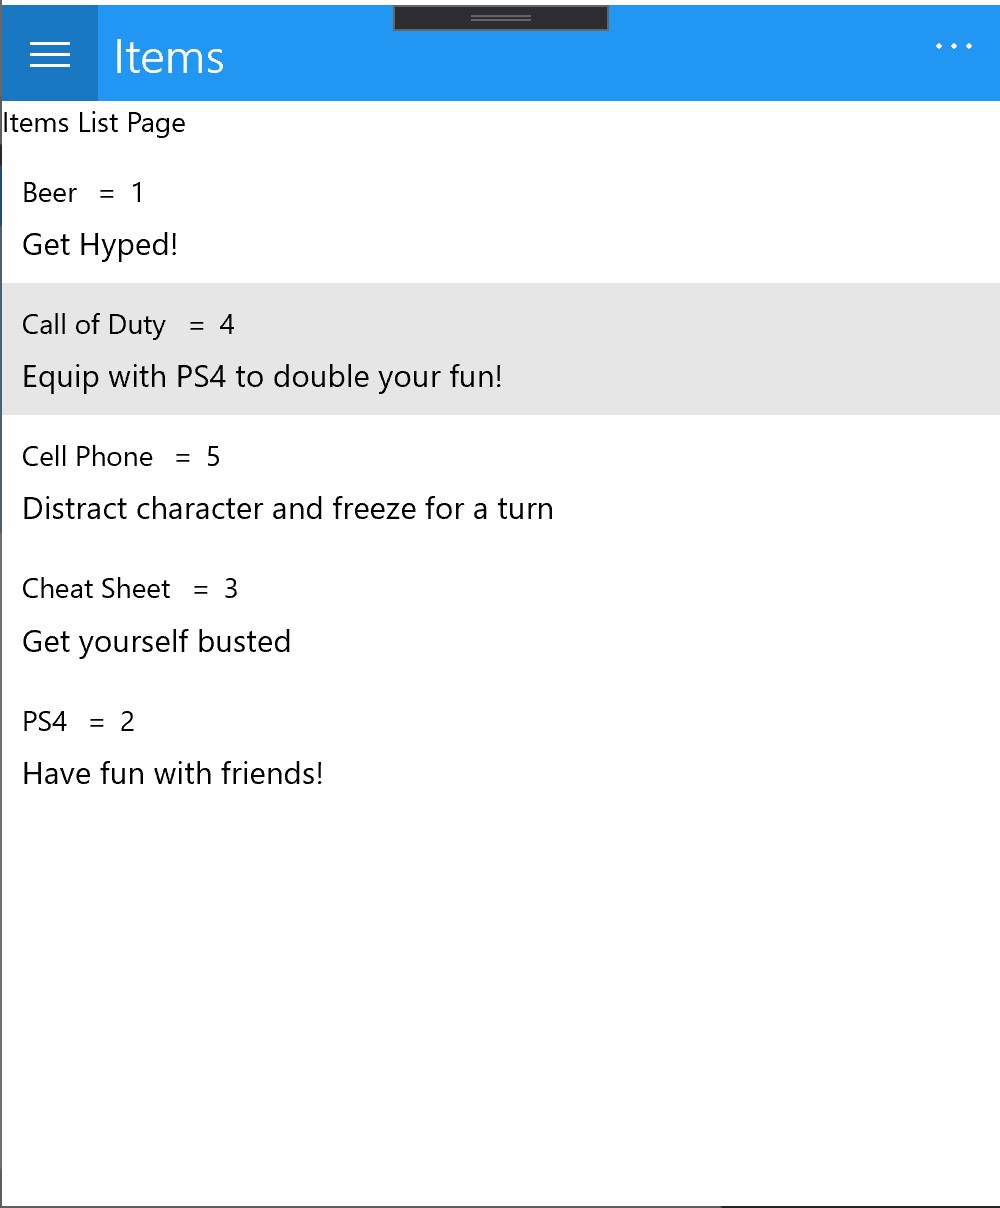 Items
Items List Page
Beer = 1
Get Hyped!
Call of Duty = 4
Equip with PS4 to double your fun!
Cell Phone = 5
Distract character and freeze for a turn
Cheat Sheet = 3
Get yourself busted
PS4 = 2
Have fun with friends!